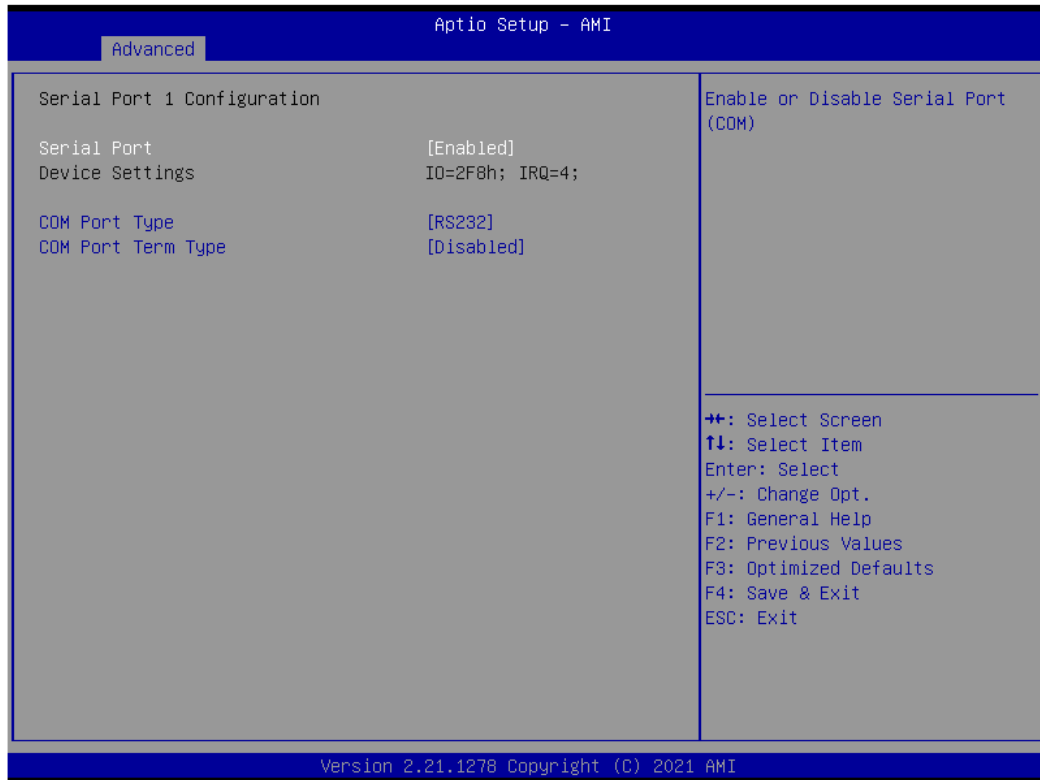 Aptio Setup – AMI
Advanced
Serial Port 1 Configuration
Serial Port [Enabled]
Device Settings IO=2F8h; IRQ=4;
COM Port Type [RS232]
COM Port Term Type [Disabled]
Enable or Disable Serial Port
(COM)
→←: Select Screen
↑↓: Select Item
Enter: Select
+/-: Change Opt.
F1: General Help
F2: Previous Values
F3: Optimized Defaults
F4: Save & Exit
ESC: Exit
Version 2.21.1278 Copyright (C) 2021 AMI